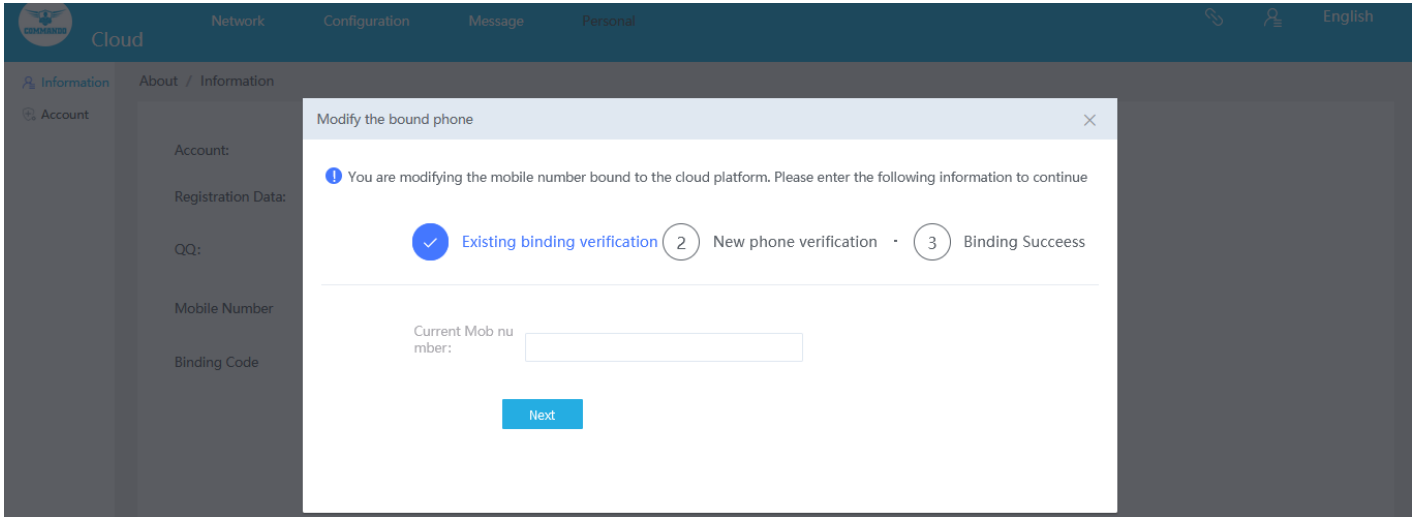 COMMANDO
Cloud
Network
Configuration
Message
Personal
English
Information
Account
About / Information
Account:
Registration Data:
QQ:
Mobile Number
Binding Code
Modify the bound phone
You are modifying the mobile number bound to the cloud platform. Please enter the following information to continue
Existing binding verification
2
New phone verification
-
3
Binding Succeess
Current Mob nu
mber:
Next